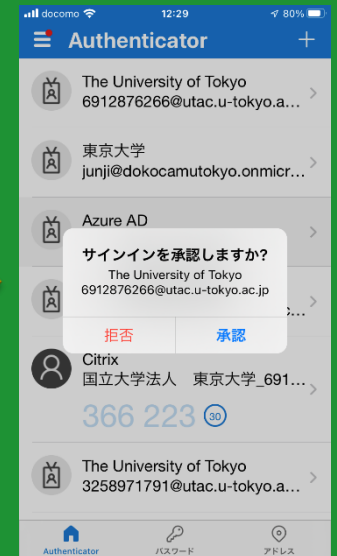 docomo 12:29 80%
Authenticator
The University of Tokyo
6912876266@utac.u-tokyo.a...
東京大学
junji@dokocamutokyo.onmicr...
Azure AD
サインインを承認しますか?
The University of Tokyo
6912876266@utac.u-tokyo.ac.jp
拒否 承認
Citrix
国立大学法人 東京大学_691...
366 223 30
The University of Tokyo
3258971791@utac.u-tokyo.a...
Authenticator パスワード アドレス